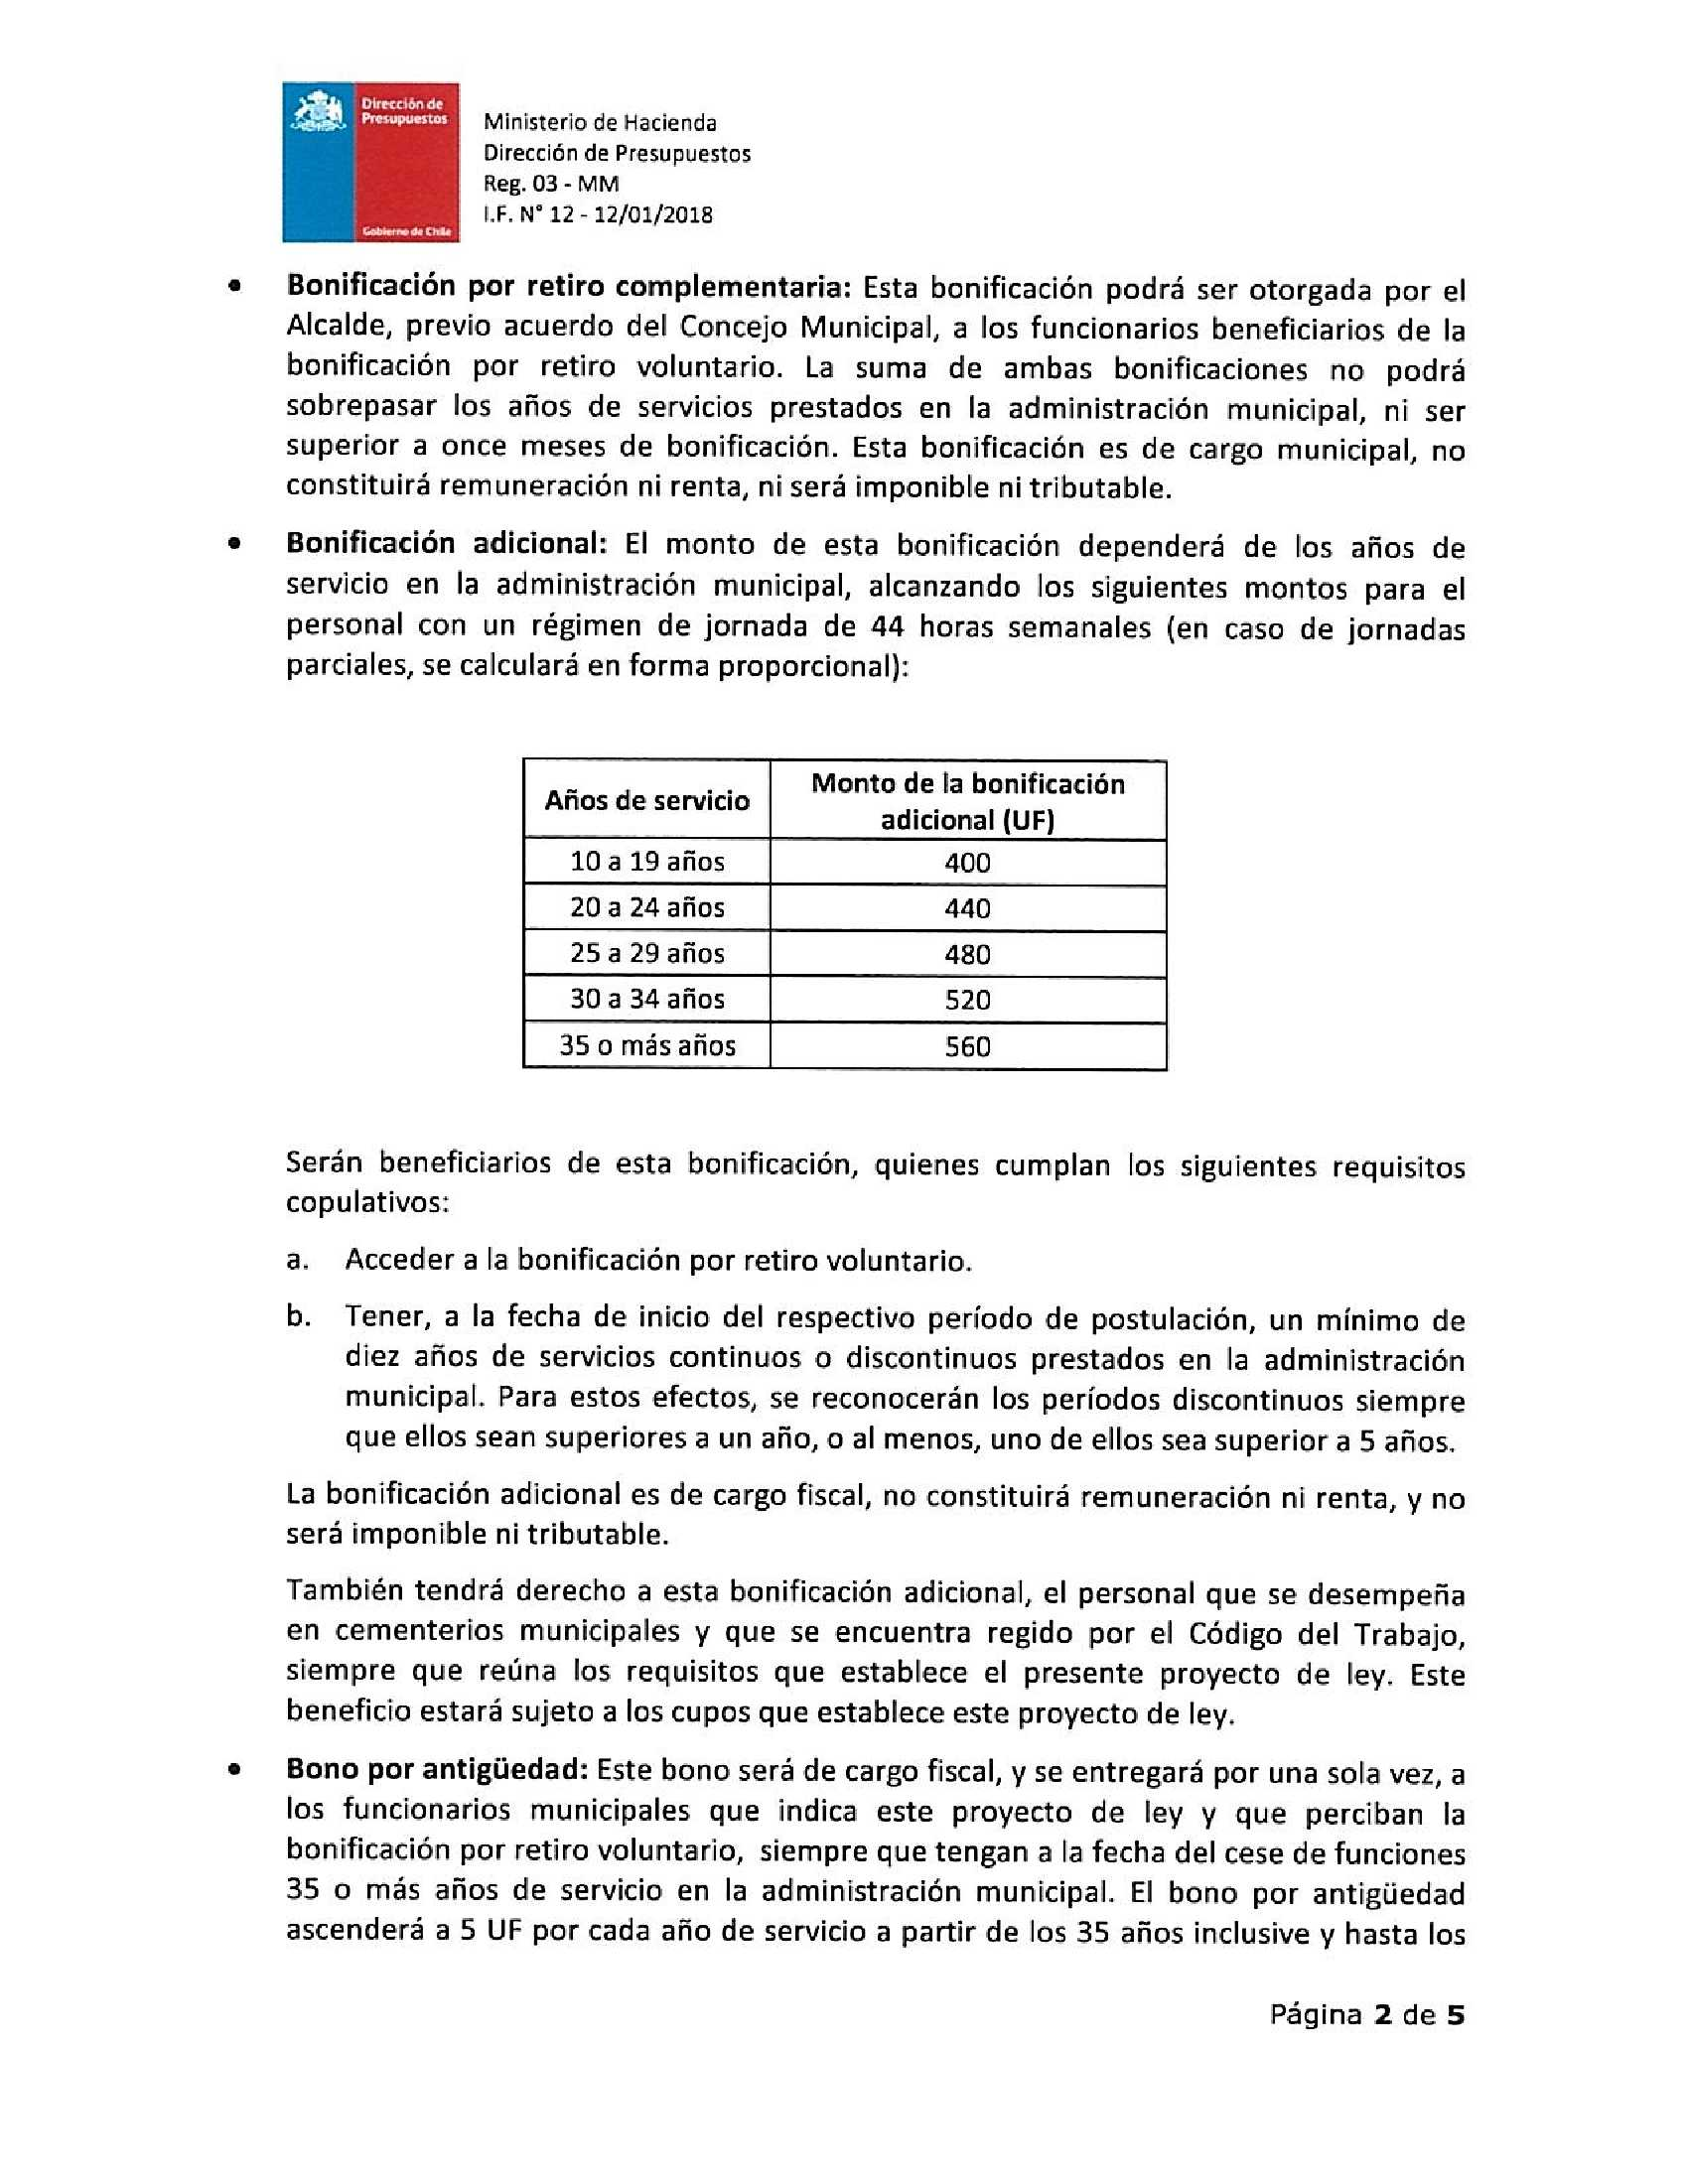 Dirección de
Presupuestos
Gobierno de Chile
Ministerio de Hacienda
Dirección de Presupuestos
Reg. 03 - MM
I.F. N° 12 - 12/01/2018
• Bonificación por retiro complementaria: Esta bonificación podrá ser otorgada por el
Alcalde, previo acuerdo del Concejo Municipal, a los funcionarios beneficiarios de la
bonificación por retiro voluntario. La suma de ambas bonificaciones no podrá
sobrepasar los años de servicios prestados en la administración municipal, ni ser
superior a once meses de bonificación. Esta bonificación es de cargo municipal, no
constituirá remuneración ni renta, ni será imponible ni tributable.
• Bonificación adicional: El monto de esta bonificación dependerá de los años de
servicio en la administración municipal, alcanzando los siguientes montos para el
personal con un régimen de jornada de 44 horas semanales (en caso de jornadas
parciales, se calculará en forma proporcional):
Años de servicio
Monto de la bonificación
adicional (UF)
10 a 19 años 400
20 a 24 años 440
25 a 29 años 480
30 a 34 años 520
35 o más años 560
Serán beneficiarios de esta bonificación, quienes cumplan los siguientes requisitos
copulativos:
a. Acceder a la bonificación por retiro voluntario.
b. Tener, a la fecha de inicio del respectivo período de postulación, un mínimo de
diez años de servicios continuos o discontinuos prestados en la administración
municipal. Para estos efectos, se reconocerán los períodos discontinuos siempre
que ellos sean superiores a un año, o al menos, uno de ellos sea superior a 5 años.
La bonificación adicional es de cargo fiscal, no constituirá remuneración ni renta, y no
será imponible ni tributable.
También tendrá derecho a esta bonificación adicional, el personal que se desempeña
en cementerios municipales y que se encuentra regido por el Código del Trabajo,
siempre que reúna los requisitos que establece el presente proyecto de ley. Este
beneficio estará sujeto a los cupos que establece este proyecto de ley.
• Bono por antigüedad: Este bono será de cargo fiscal, y se entregará por una sola vez, a
los funcionarios municipales que indica este proyecto de ley y que perciban la
bonificación por retiro voluntario, siempre que tengan a la fecha del cese de funciones
35 o más años de servicio en la administración municipal. El bono por antigüedad
ascenderá a 5 UF por cada año de servicio a partir de los 35 años inclusive y hasta los
Página 2 de 5